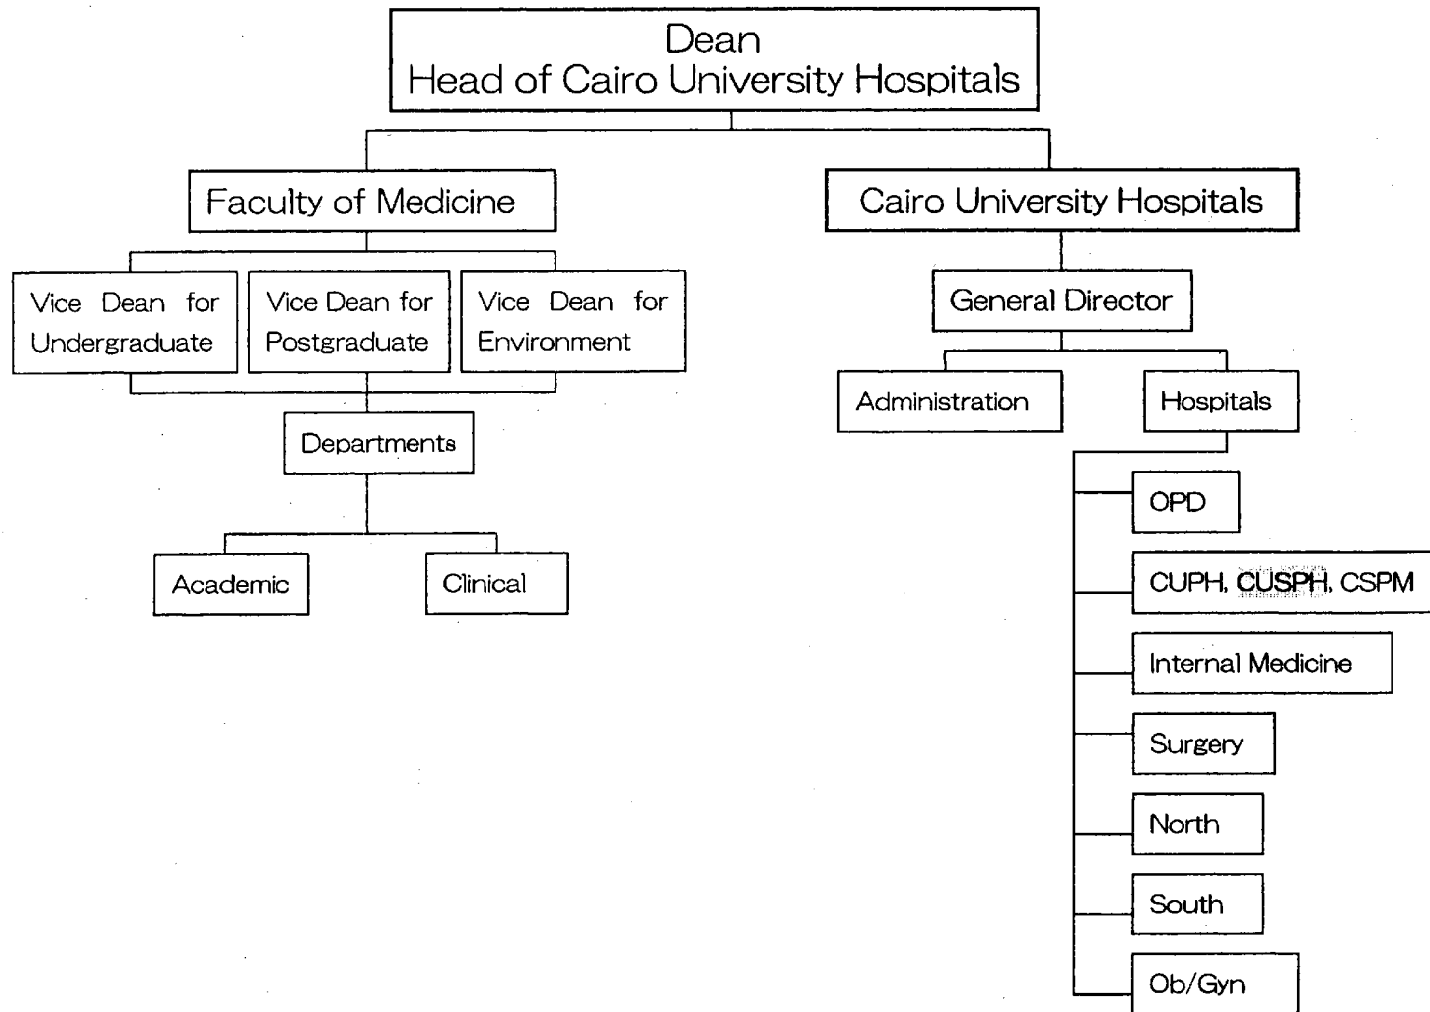 Dean
Head of Cairo University Hospitals
Faculty of Medicine
Cairo University Hospitals
Vice Dean for
Undergraduate
Vice Dean for
Postgraduate
Vice Dean for
Environment
General Director
Administration
Hospitals
Departments
Academic
Clinical
OPD
CUPH, CUSPH, CSPM
Internal Medicine
Surgery
North
South
Ob/Gyn